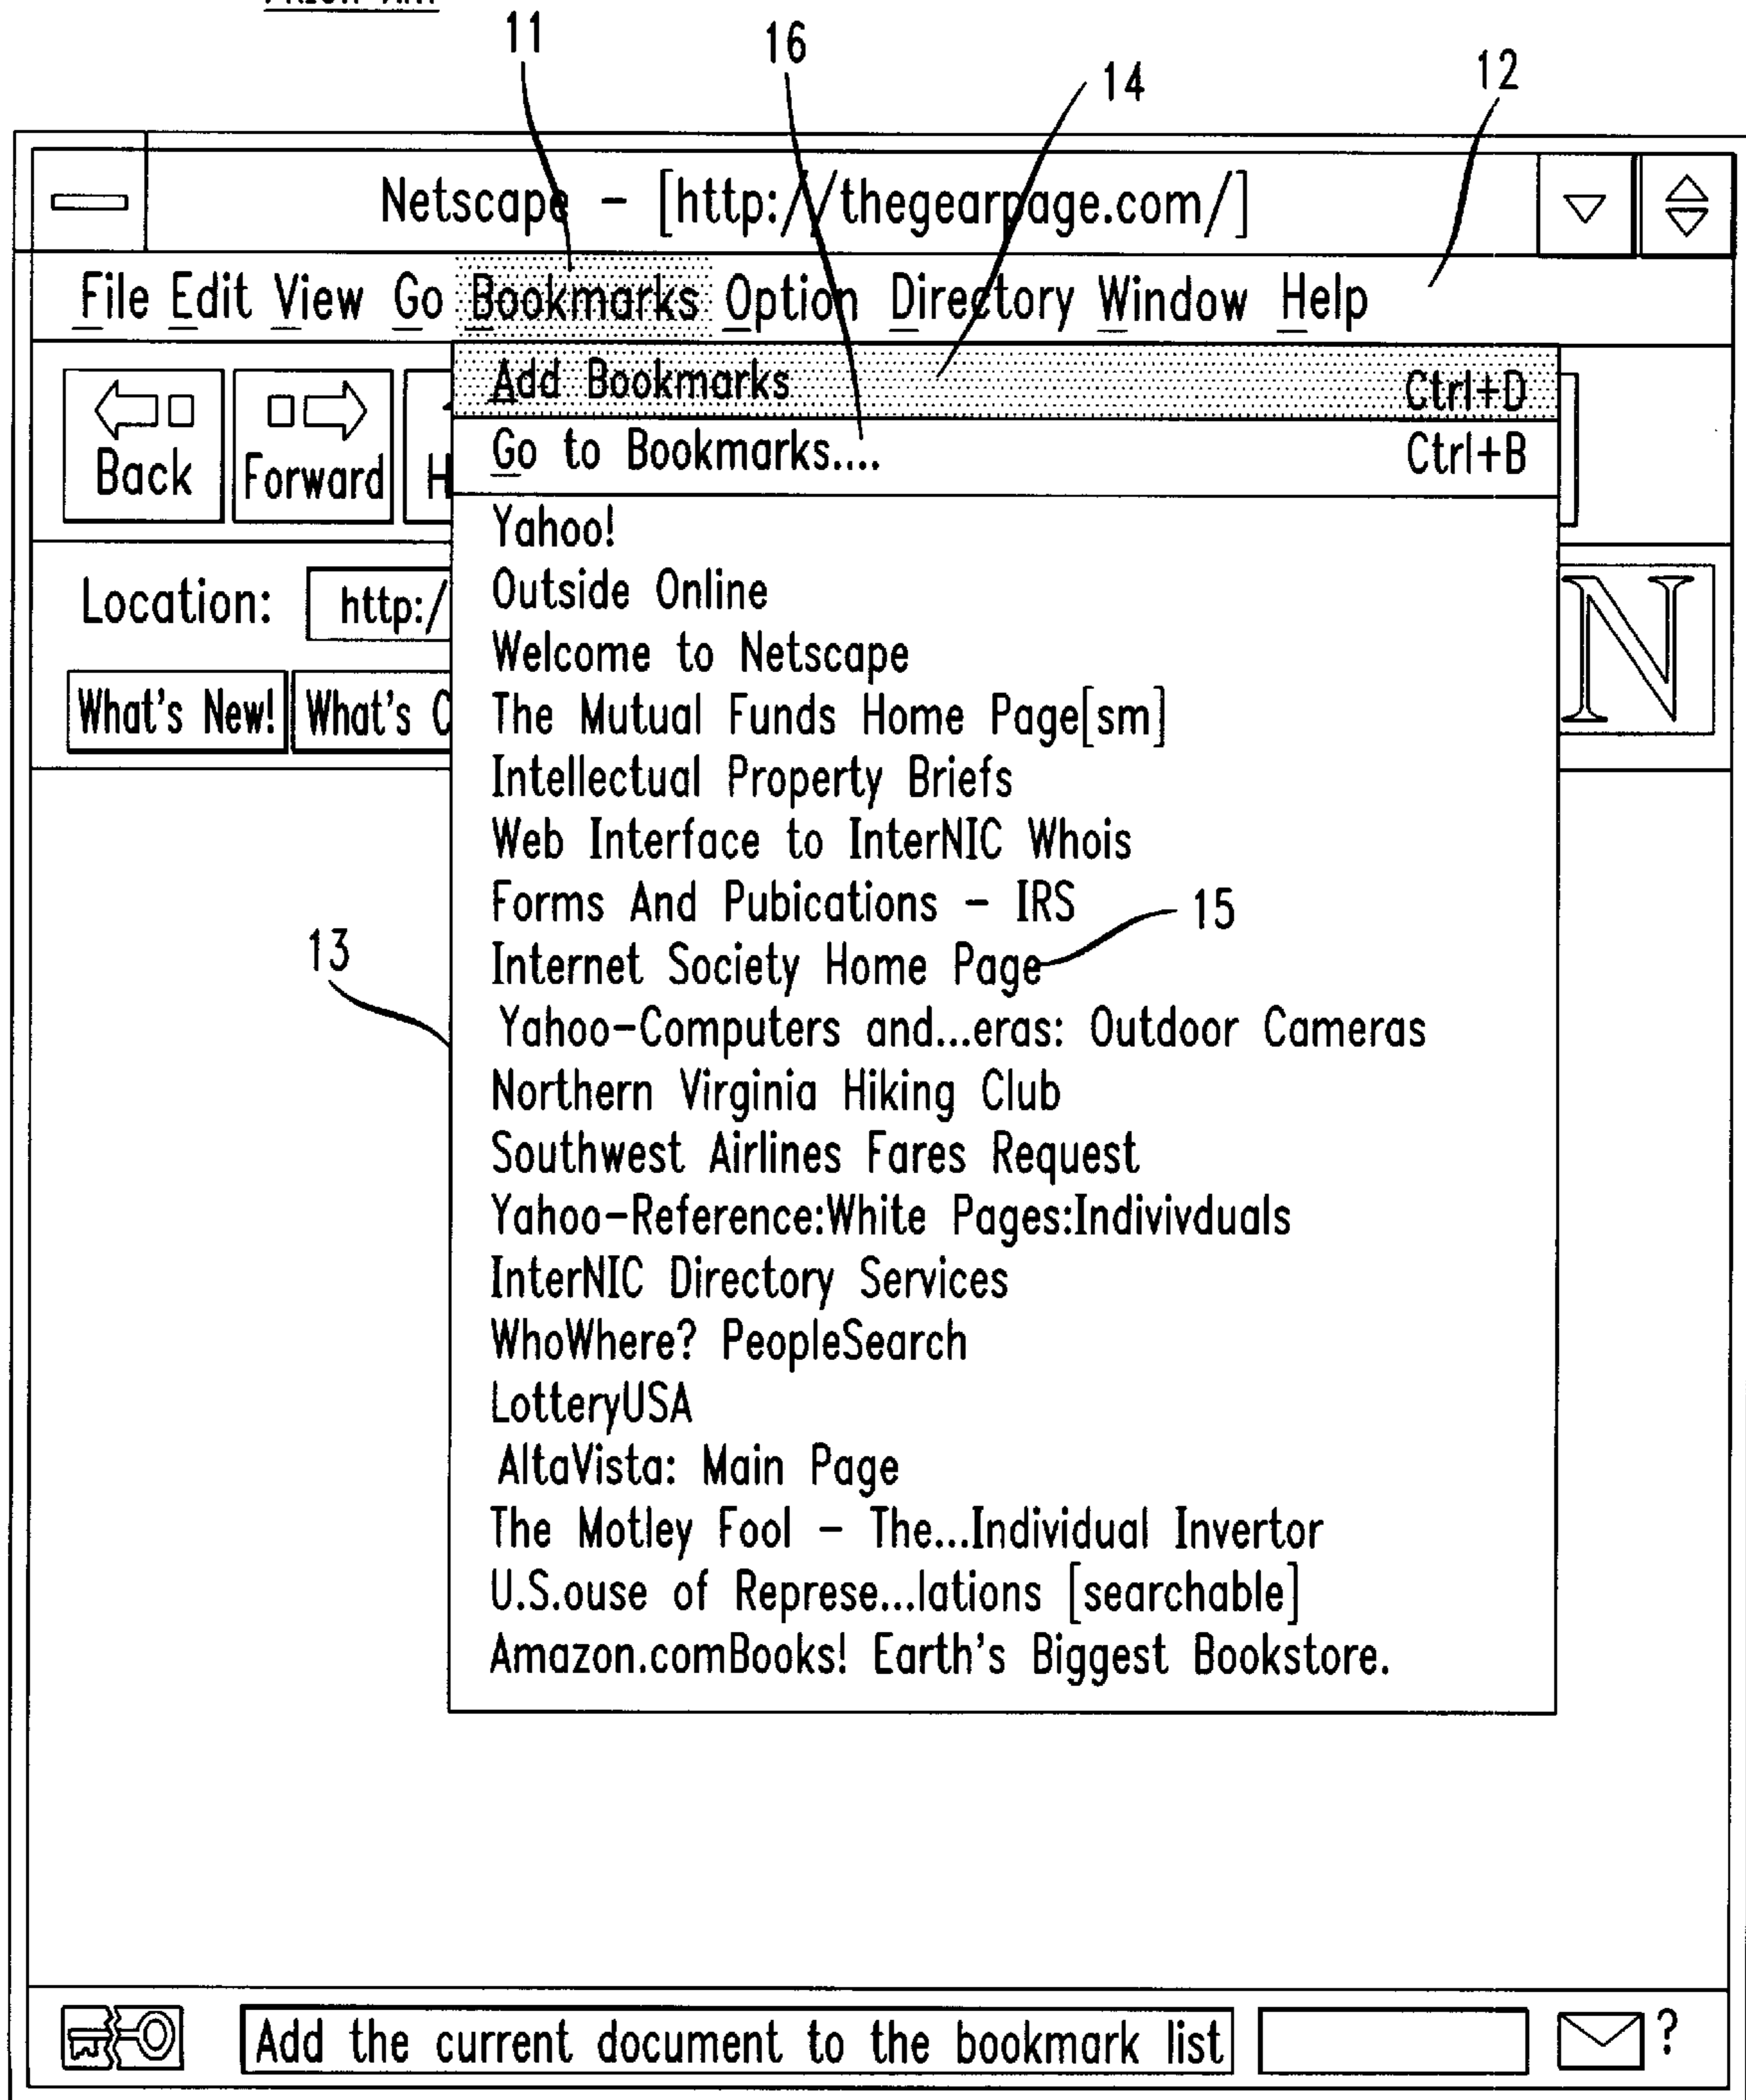 11 16 14 12
Netscape - [http://thegearpage.com/]
File Edit View Go Bookmarks Option Directory Window Help
Add Bookmarks Ctrl+D
Go to Bookmarks.... Ctrl+B
Back Forward H
Yahoo!
Location: http:/
Outside Online
Welcome to Netscape
N
What's New! What's C
The Mutual Funds Home Page[sm]
Intellectual Property Briefs
Web Interface to InterNIC Whois
Forms And Pubications - IRS
15
13
Internet Society Home Page
Yahoo-Computers and...eras: Outdoor Cameras
Northern Virginia Hiking Club
Southwest Airlines Fares Request
Yahoo-Reference:White Pages:Indivivduals
InterNIC Directory Services
WhoWhere? PeopleSearch
LotteryUSA
AltaVista: Main Page
The Motley Fool - The...Individual Invertor
U.S.ouse of Represe...lations [searchable]
Amazon.comBooks! Earth's Biggest Bookstore.
Add the current document to the bookmark list
?